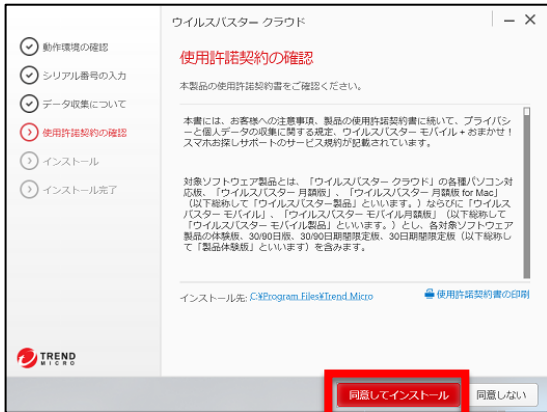 ウイルスバスター クラウド
動作環境の確認
シリアル番号の入力
データ収集について
使用許諾契約の確認
インストール
インストール完了
使用許諾契約の確認
本製品の使用許諾契約書をご確認ください。
本書には、お客様への注意事項、製品の使用許諾契約書に続いて、プライバシ
ーと個人データの収集に関する規定、ウイルスバスター モバイル + おまかせ！
スマホお探しサポートのサービス規約が記載されています。
対象ソフトウェア製品とは、「ウイルスバスター クラウド」の各種パソコン対
応版、「ウイルスバスター 月額版」、「ウイルスバスター 月額版 for Mac」
（以下総称して「ウイルスバスター製品」といいます。）ならびに「ウイルス
バスター モバイル」、「ウイルスバスター モバイル月額版」（以下総称して
「ウイルスバスター モバイル製品」といいます。）とし、各対象ソフトウェア
製品の体験版、30/90日版、30/90日期間限定版、30日期間限定版（以下総称し
て「製品体験版」といいます）を含みます。
インストール先: C:¥Program Files¥Trend Micro
使用許諾契約書の印刷
TREND
MICRO
同意してインストール
同意しない